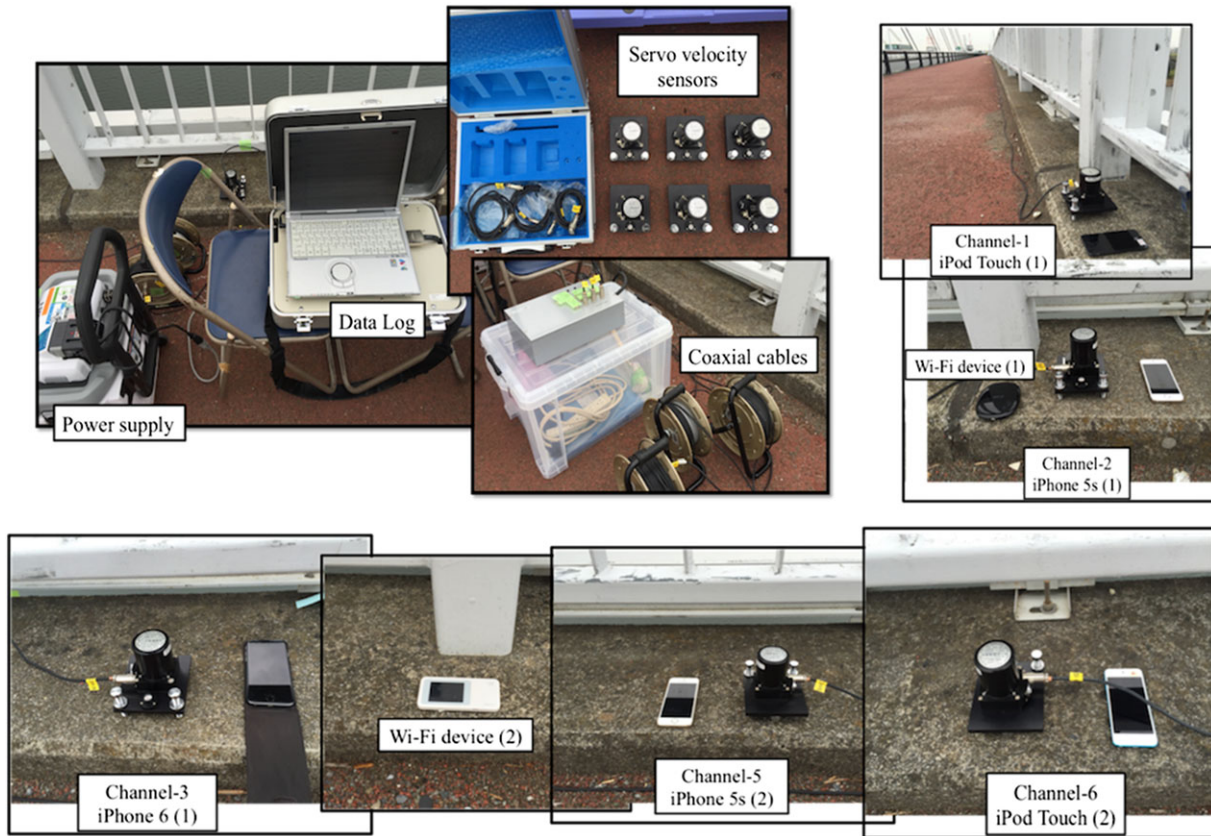 Servo velocity
sensors
Data Log
Power supply
Coaxial cables
Channel-1
iPod Touch (1)
Wi-Fi device (1)
Channel-2
iPhone 5s (1)
Channel-3
iPhone 6 (1)
Wi-Fi device (2)
Channel-5
iPhone 5s (2)
Channel-6
iPod Touch (2)